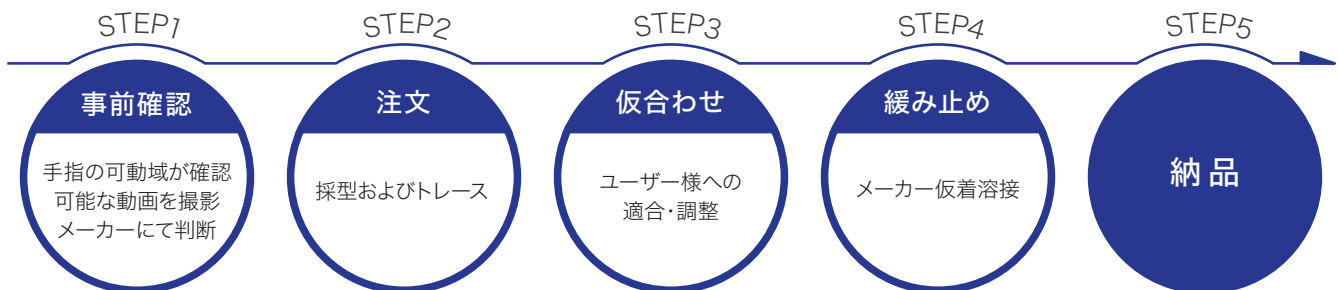 STEP1
事前確認
手指の可動域が確認
可能な動画を撮影
メーカーにて判断
STEP2
注文
採型およびトレース
STEP3
仮合わせ
ユーザー様への
適合・調整
STEP4
緩み止め
メーカー仮着溶接
STEP5
納品